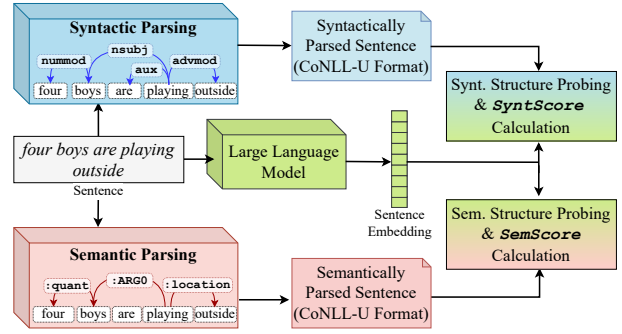 Syntactic Parsing
nsubj
nummod
advmod
aux
four boys are playing outside
Syntactically
Parsed Sentence
(CoNLL-U Format)
Synt. Structure Probing
& SyntScore
Calculation
four boys are playing
outside
Sentence
Large Language
Model
Sentence
Embedding
Sem. Structure Probing
& SemScore
Calculation
Semantic Parsing
:quant :ARG0 :location
four boys are playing outside
Semantically
Parsed Sentence
(CoNLL-U Format)